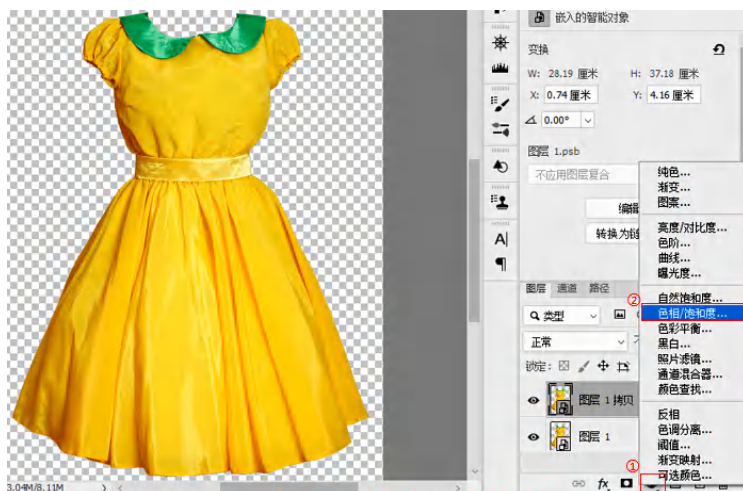 嵌入的智能对象
变换
W: 28.19 厘米 H: 37.18 厘米
X: 0.74 厘米 Y: 4.16 厘米
0.00°
图层 1.psb
不应用图层复合
编辑
转换为链
图层 通道 路径
类型
正常
锁定:
图层 1 拷贝
图层 1
fx
纯色...
渐变...
图案...
亮度/对比度...
色阶...
曲线...
曝光度...
自然饱和度...
②
色相/饱和度...
色彩平衡...
黑白...
照片滤镜...
通道混合器...
颜色查找...
反相
色调分离...
阈值...
渐变映射...
①
可选颜色...
3.04M/8.11M